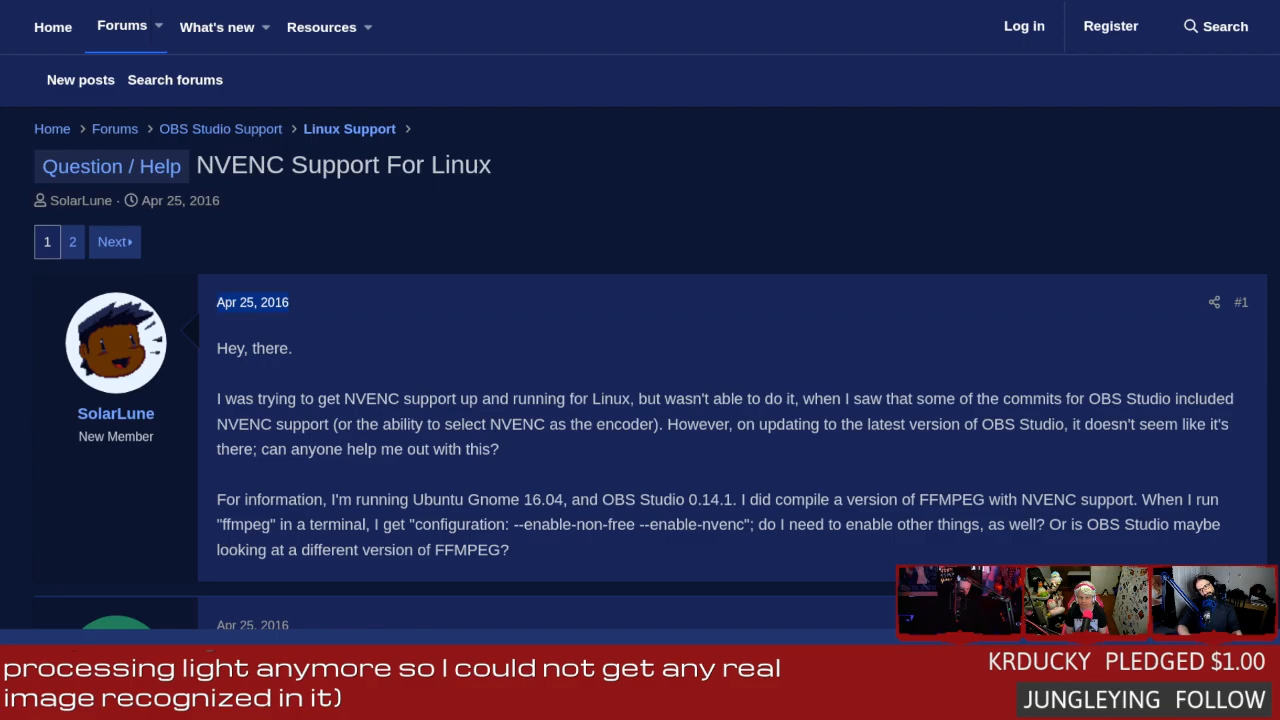 Home Forums What's new Resources Log in Register Search
New posts Search forums
Home Forums OBS Studio Support Linux Support
Question / Help NVENC Support For Linux
SolarLune · Apr 25, 2016
1 2 Next
Apr 25, 2016 #1
Hey, there.
SolarLune
New Member
I was trying to get NVENC support up and running for Linux, but wasn't able to do it, when I saw that some of the commits for OBS Studio included
NVENC support (or the ability to select NVENC as the encoder). However, on updating to the latest version of OBS Studio, it doesn't seem like it's
there; can anyone help me out with this?
For information, I'm running Ubuntu Gnome 16.04, and OBS Studio 0.14.1. I did compile a version of FFMPEG with NVENC support. When I run
"ffmpeg" in a terminal, I get "configuration: --enable-non-free --enable-nvenc"; do I need to enable other things, as well? Or is OBS Studio maybe
looking at a different version of FFMPEG?
Apr 25, 2016
processing light anymore so I could not get any real
image recognized in it)
KRDUCKY PLEDGED $1.00
JUNGLEYING FOLLOW